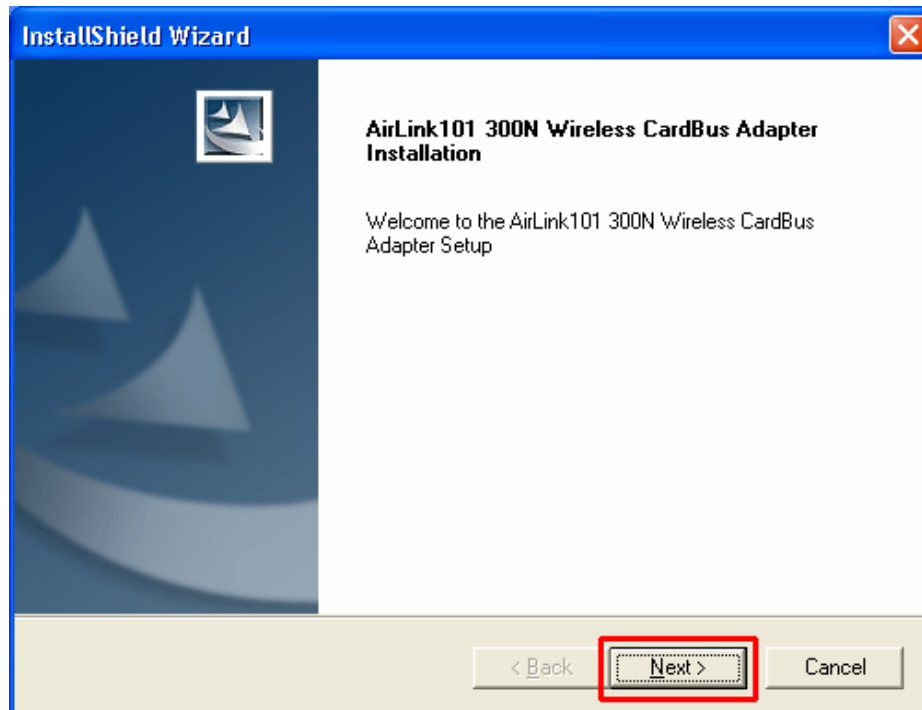 InstallShield Wizard
AirLink101 300N Wireless CardBus Adapter
Installation
Welcome to the AirLink101 300N Wireless CardBus
Adapter Setup
< Back
Next >
Cancel